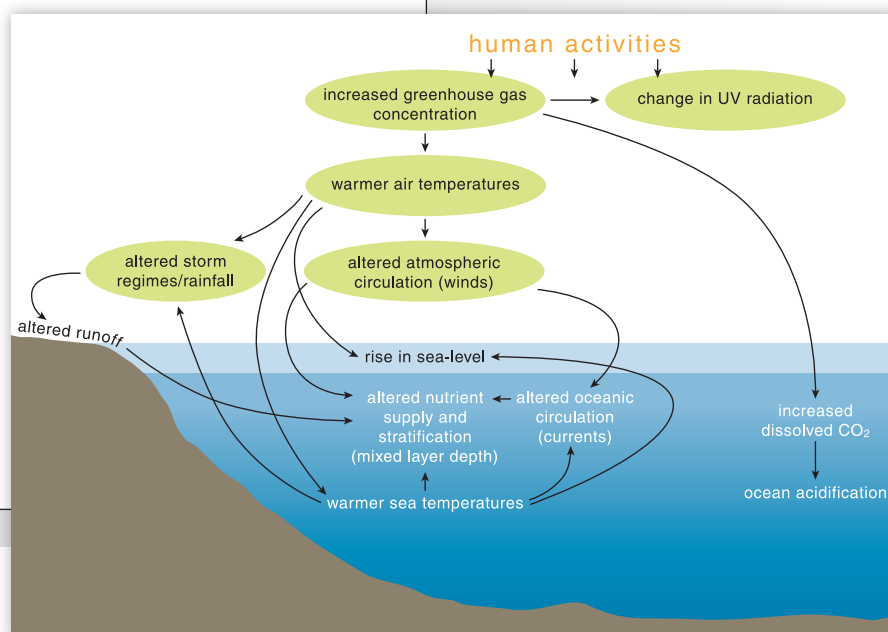 human activities
increased greenhouse gas
concentration
change in UV radiation
warmer air temperatures
altered storm
regimes/rainfall
altered atmospheric
circulation (winds)
altered runoff
rise in sea-level
altered nutrient
supply and
stratification
(mixed layer depth)
altered oceanic
circulation
(currents)
increased
dissolved CO₂
ocean acidification
warmer sea temperatures